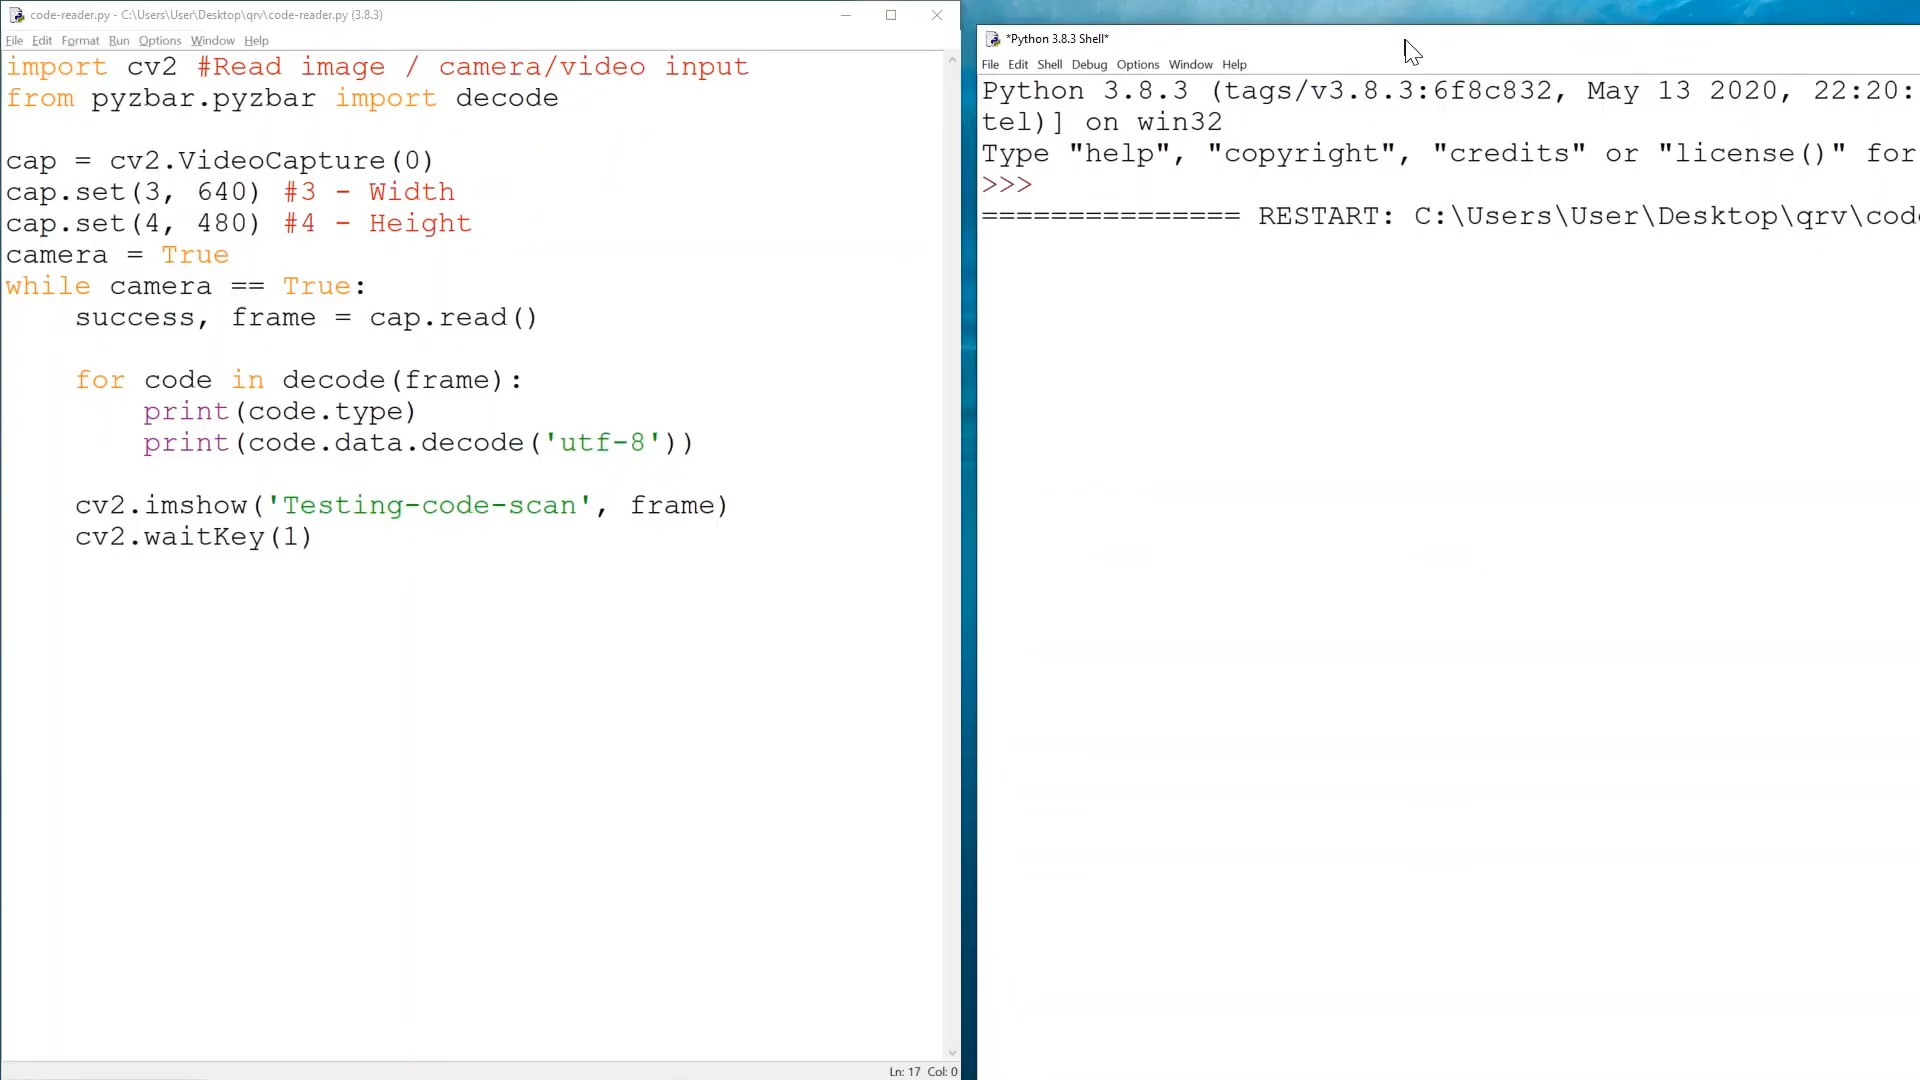 code-reader.py - C:\Users\User\Desktop\qrv\code-reader.py (3.8.3)
File Edit Format Run Options Window Help
import cv2 #Read image / camera/video input
from pyzbar.pyzbar import decode
cap = cv2.VideoCapture(0)
cap.set(3, 640) #3 - Width
cap.set(4, 480) #4 - Height
camera = True
while camera == True:
    success, frame = cap.read()
    for code in decode(frame):
        print(code.type)
        print(code.data.decode('utf-8'))
    cv2.imshow('Testing-code-scan', frame)
    cv2.waitKey(1)
Ln: 17 Col: 0
*Python 3.8.3 Shell*
File Edit Shell Debug Options Window Help
Python 3.8.3 (tags/v3.8.3:6f8c832, May 13 2020, 22:20:
tel)] on win32
Type "help", "copyright", "credits" or "license()" for
>>>
=============== RESTART: C:\Users\User\Desktop\qrv\cod